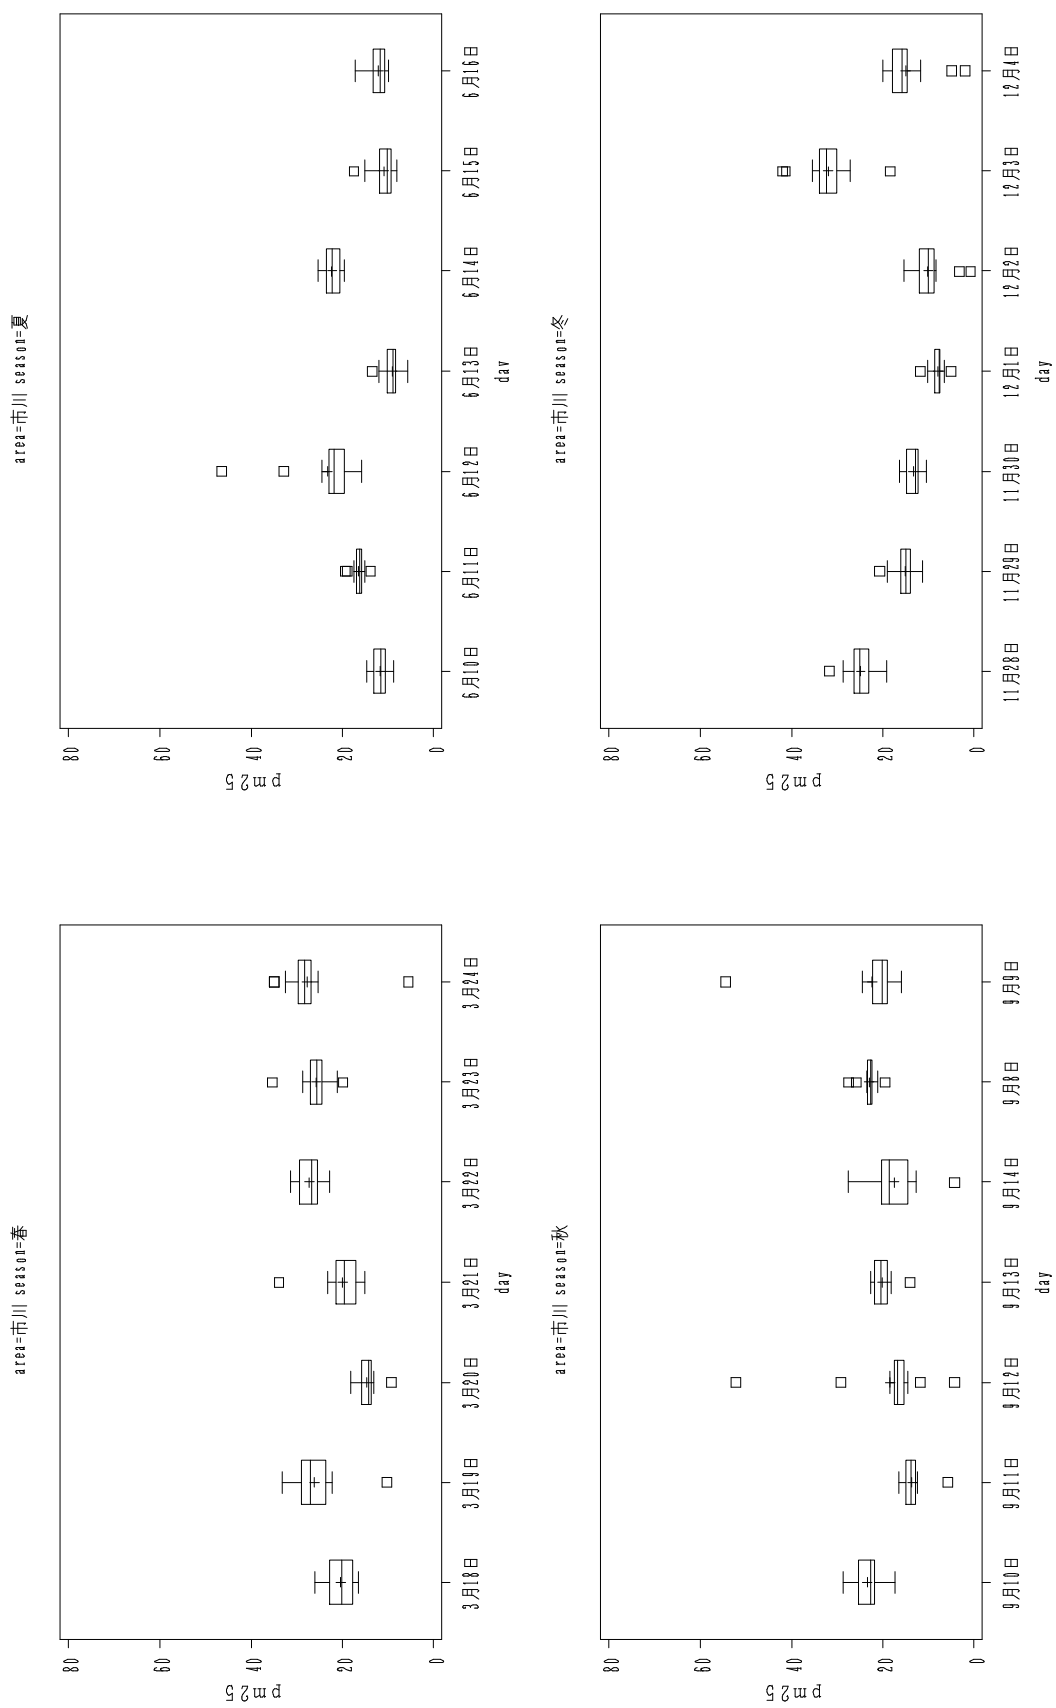 area=市川 season=春
pm25
80
60
40
20
0
3月18日
3月19日
3月20日
3月21日
3月22日
3月23日
3月24日
day
area=市川 season=夏
pm25
80
60
40
20
0
6月10日
6月11日
6月12日
6月13日
6月14日
6月15日
6月16日
day
area=市川 season=秋
pm25
80
60
40
20
0
9月10日
9月11日
9月12日
9月13日
9月14日
9月8日
9月9日
day
area=市川 season=冬
pm25
80
60
40
20
0
11月28日
11月29日
11月30日
12月1日
12月2日
12月3日
12月4日
day